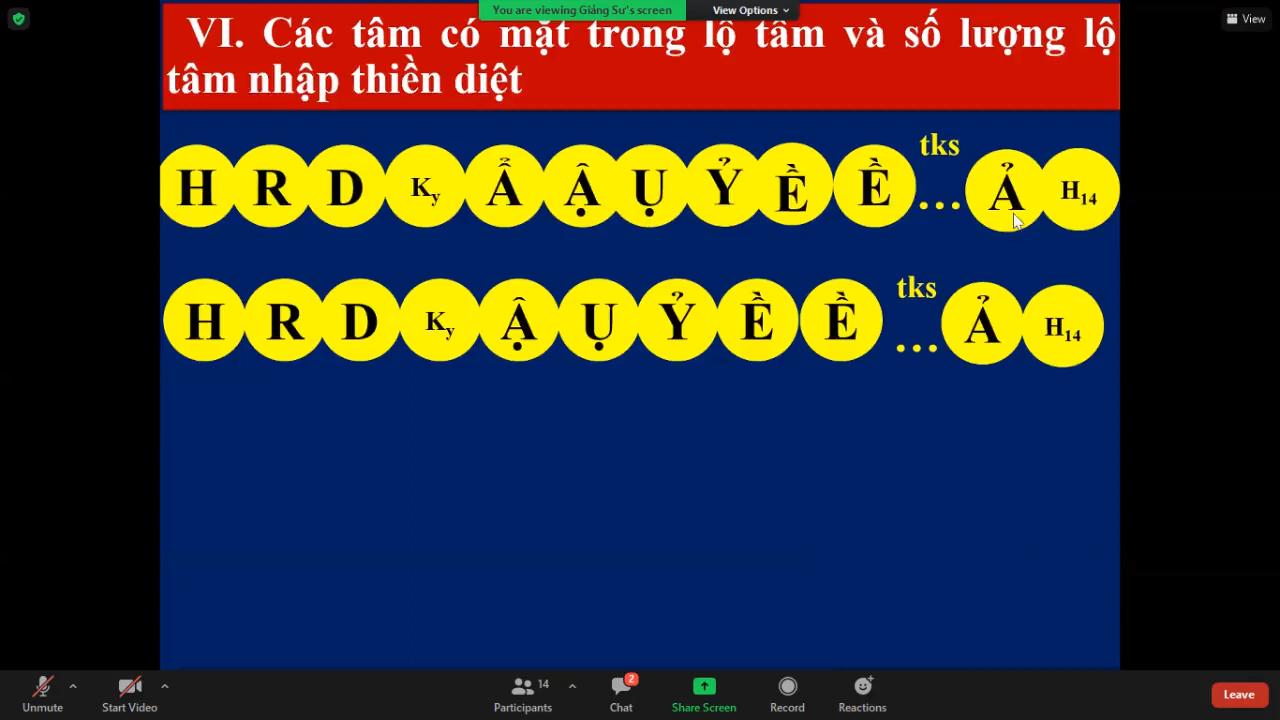 You are viewing Giảng Sư's screen
View Options
View
VI. Các tâm có mặt trong lộ tâm và số lượng lộ
tâm nhập thiền diệt
H R D Ky Ẩ Ậ Ụ Ỷ Ề Ề tks ... Ả H14
H R D Ky Ậ Ụ Ỷ Ề Ề tks ... Ả H14
Unmute
Start Video
14
Participants
2
Chat
Share Screen
Record
Reactions
Leave